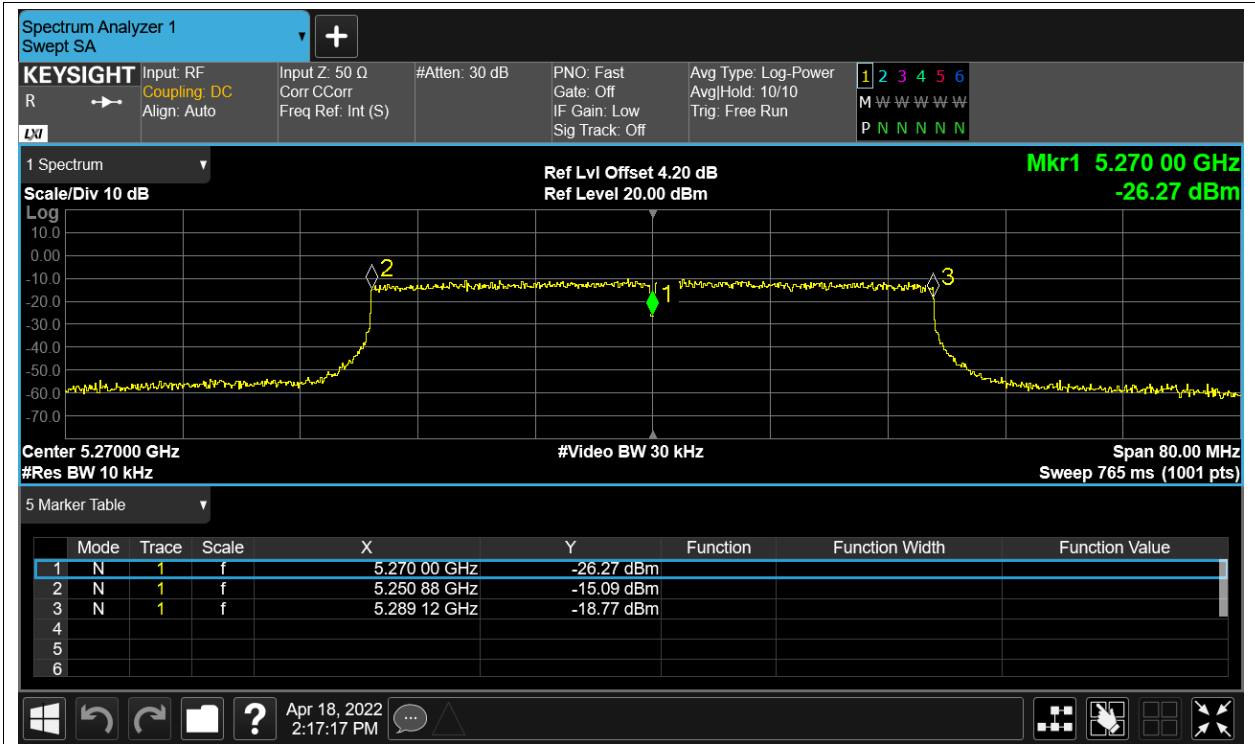 Spectrum Analyzer 1
Swept SA
KEYSIGHT Input: RF Input Z: 50 Ω #Atten: 30 dB PNO: Fast Avg Type: Log-Power 1 2 3 4 5 6
R Coupling: DC Corr CCorr Gate: Off Avg|Hold: 10/10 M W W W W W
Align: Auto Freq Ref: Int (S) IF Gain: Low Trig: Free Run
LXI Sig Track: Off P N N N N N
1 Spectrum Ref Lvl Offset 4.20 dB Mkr1 5.270 00 GHz
Scale/Div 10 dB Ref Level 20.00 dBm -26.27 dBm
Log
10.0
0.00
-10.0
-20.0
-30.0
-40.0
-50.0
-60.0
-70.0
2 1 3
Center 5.27000 GHz #Video BW 30 kHz Span 80.00 MHz
#Res BW 10 kHz Sweep 765 ms (1001 pts)
5 Marker Table
Mode Trace Scale X Y Function Function Width Function Value
1 N 1 f 5.270 00 GHz -26.27 dBm
2 N 1 f 5.250 88 GHz -15.09 dBm
3 N 1 f 5.289 12 GHz -18.77 dBm
4
5
6
? Apr 18, 2022
2:17:17 PM